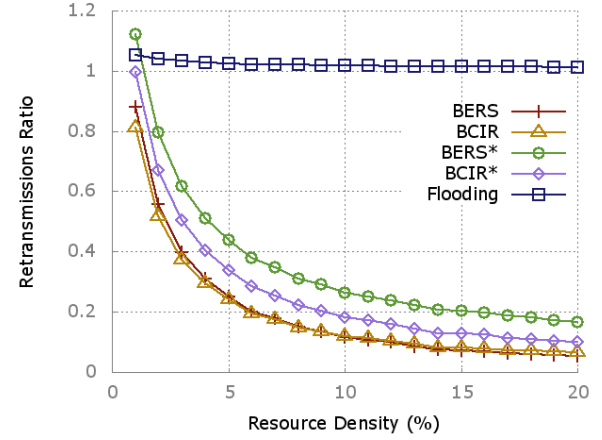 1.2
1
0.8
0.6
0.4
0.2
0
Retransmissions Ratio
BERS
BCIR
BERS*
BCIR*
Flooding
0 5 10 15 20
Resource Density (%)